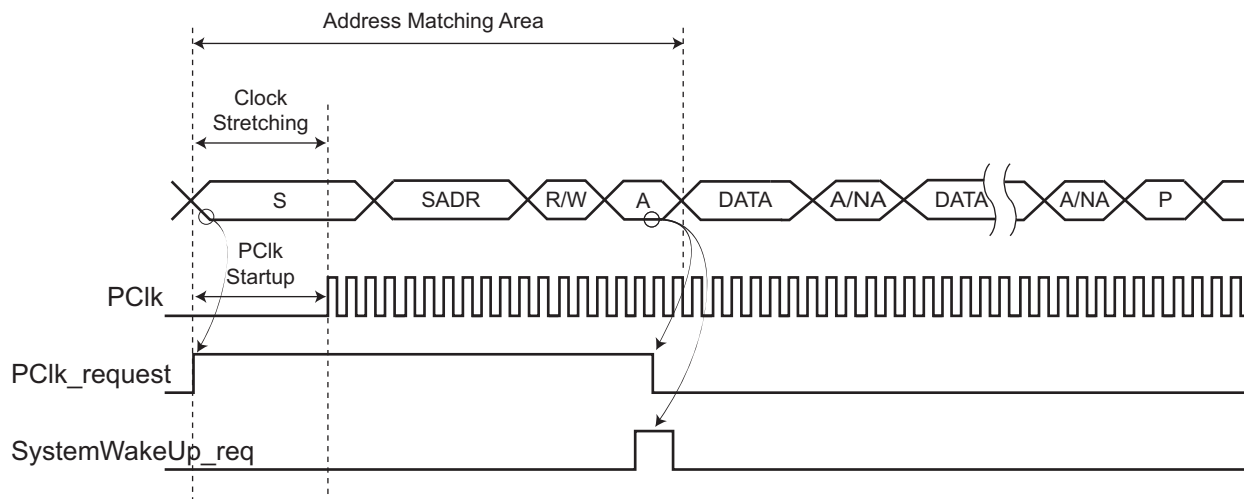 Address Matching Area
Clock
Stretching
S SADR R/W A DATA A/NA DATA A/NA P
PClk
Startup
PClk
PClk_request
SystemWakeUp_req